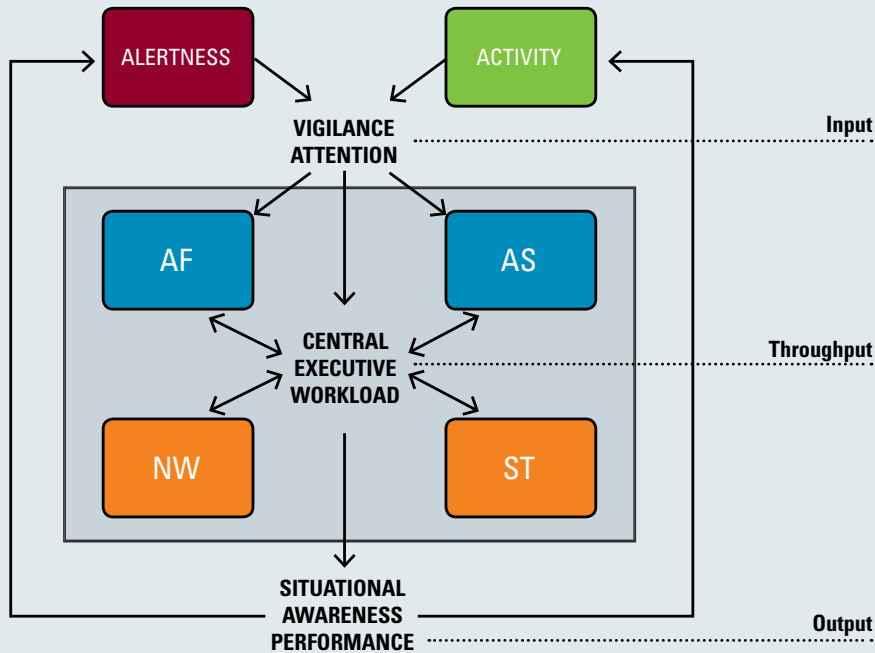 ALERTNESS
ACTIVITY
VIGILANCE
ATTENTION
Input
AF
AS
CENTRAL
EXECUTIVE
WORKLOAD
Throughput
NW
ST
SITUATIONAL
AWARENESS
PERFORMANCE
Output